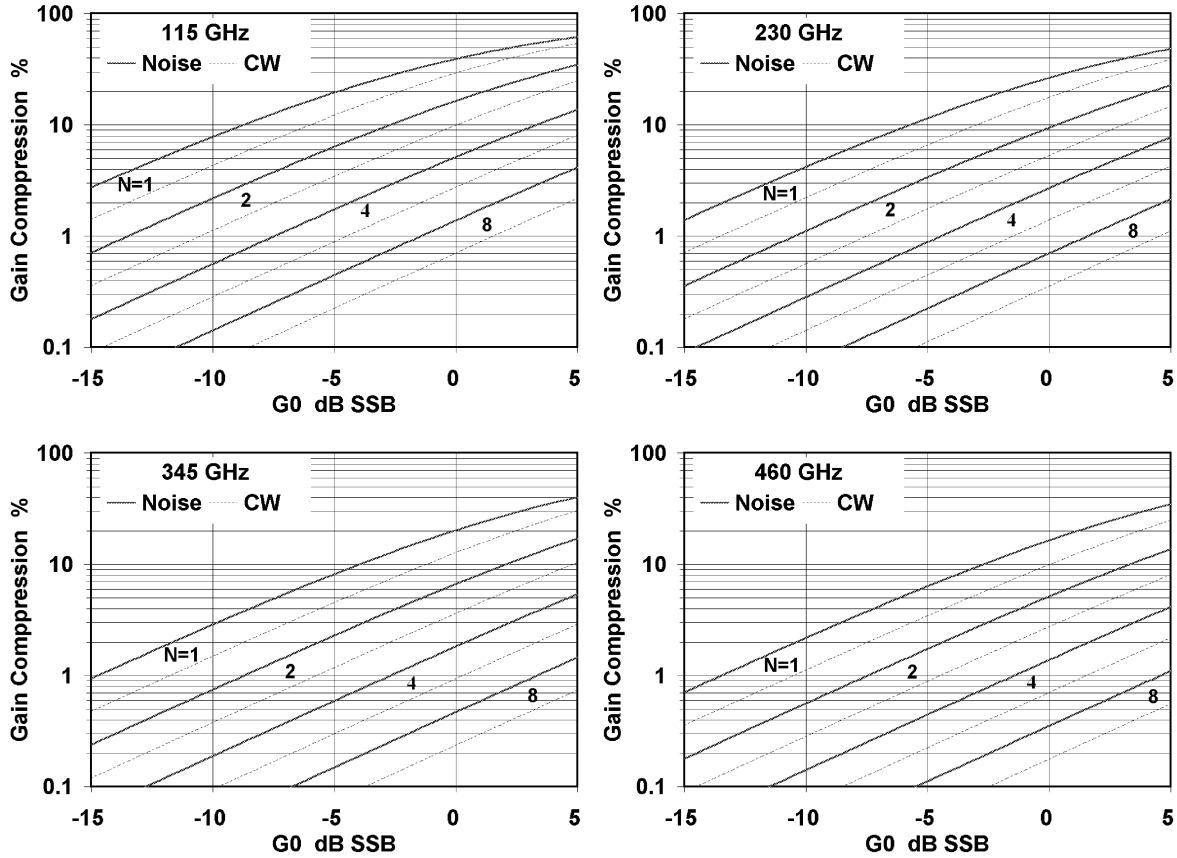 115 GHz
Noise CW
Gain Comppression %
100
10
1
0.1
N=1
2
4
8
-15 -10 -5 0 5
G0 dB SSB
230 GHz
Noise CW
Gain Comppression %
100
10
1
0.1
N=1
2
4
8
-15 -10 -5 0 5
G0 dB SSB
345 GHz
Noise CW
Gain Comppression %
100
10
1
0.1
N=1
2
4
8
-15 -10 -5 0 5
G0 dB SSB
460 GHz
Noise CW
Gain Comppression %
100
10
1
0.1
N=1
2
4
8
-15 -10 -5 0 5
G0 dB SSB